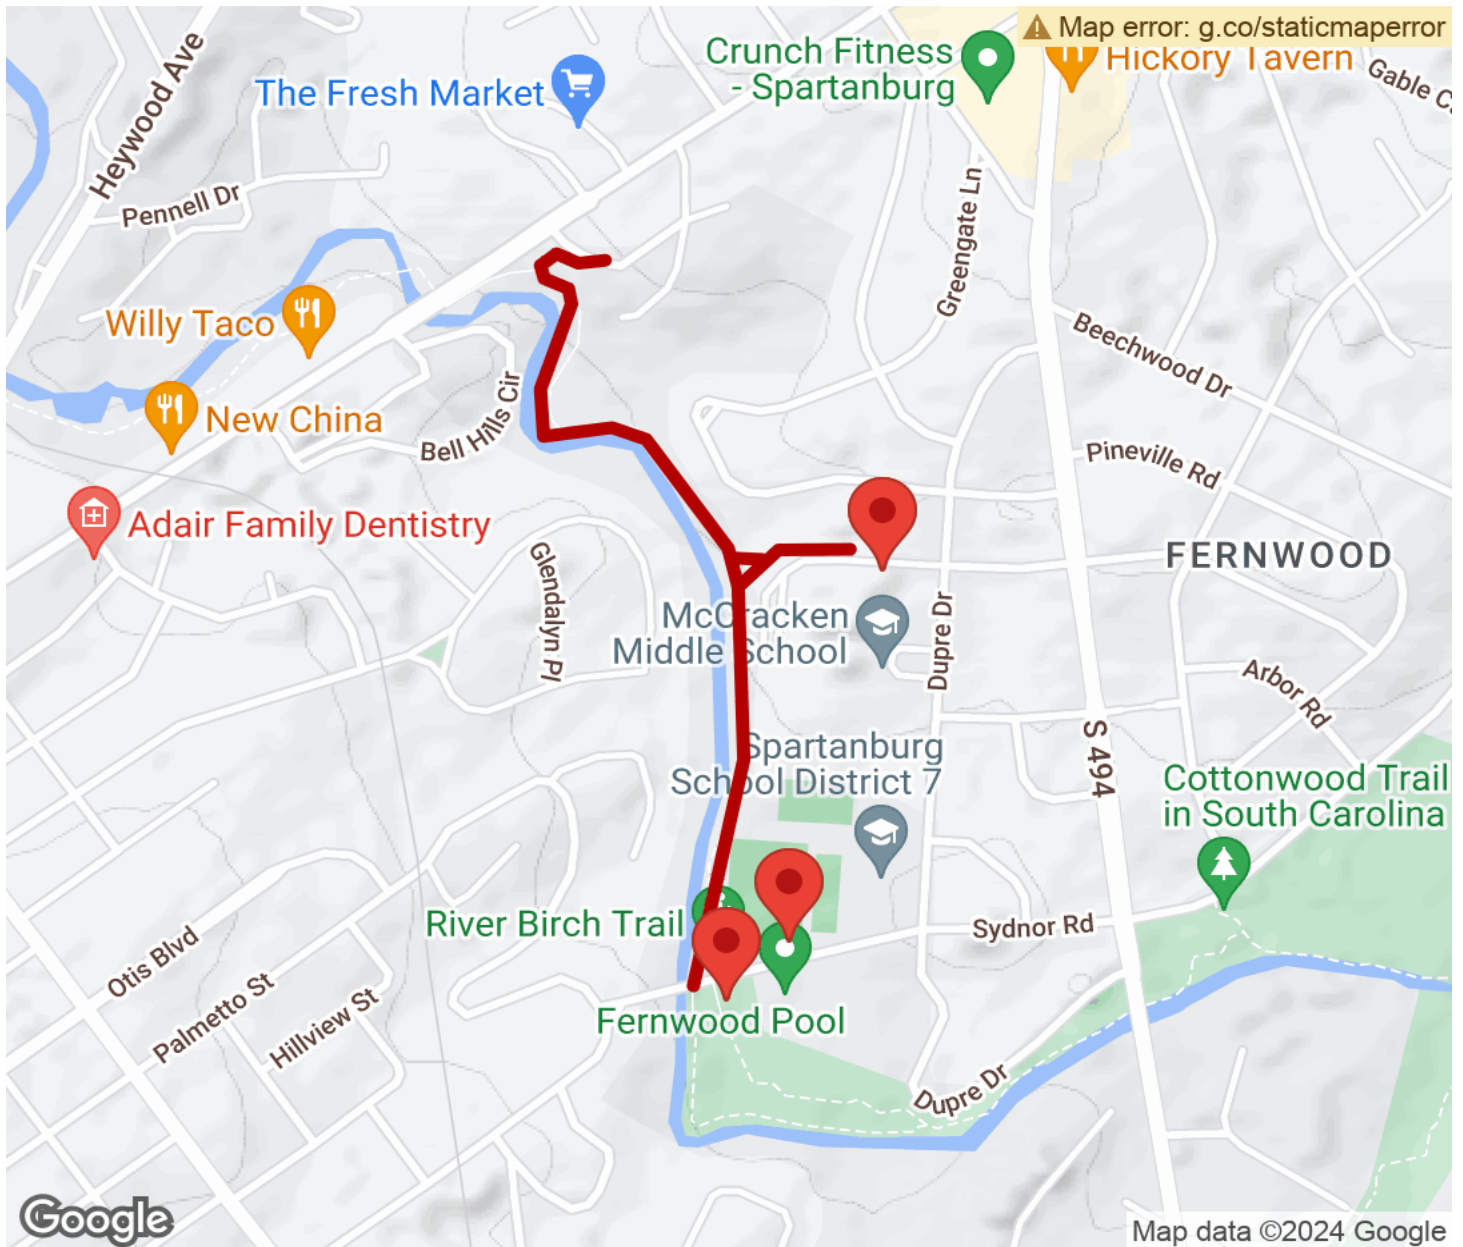 Map error: g.co/staticmaperror
Crunch Fitness
- Spartanburg
Hickory Tavern
Gable C
Heywood Ave
The Fresh Market
Pennell Dr
Greengate Ln
Willy Taco
Beechwood Dr
New China
Bell Hills Cir
Pineville Rd
Adair Family Dentistry
FERNWOOD
Glendalyn Pl
McCracken
Middle School
Dupre Dr
Arbor Rd
S 494
Spartanburg
School District 7
Cottonwood Trail
in South Carolina
River Birch Trail
Sydnor Rd
Otis Blvd
Palmetto St
Hillview St
Fernwood Pool
Dupre Dr
Google
Map data ©2024 Google